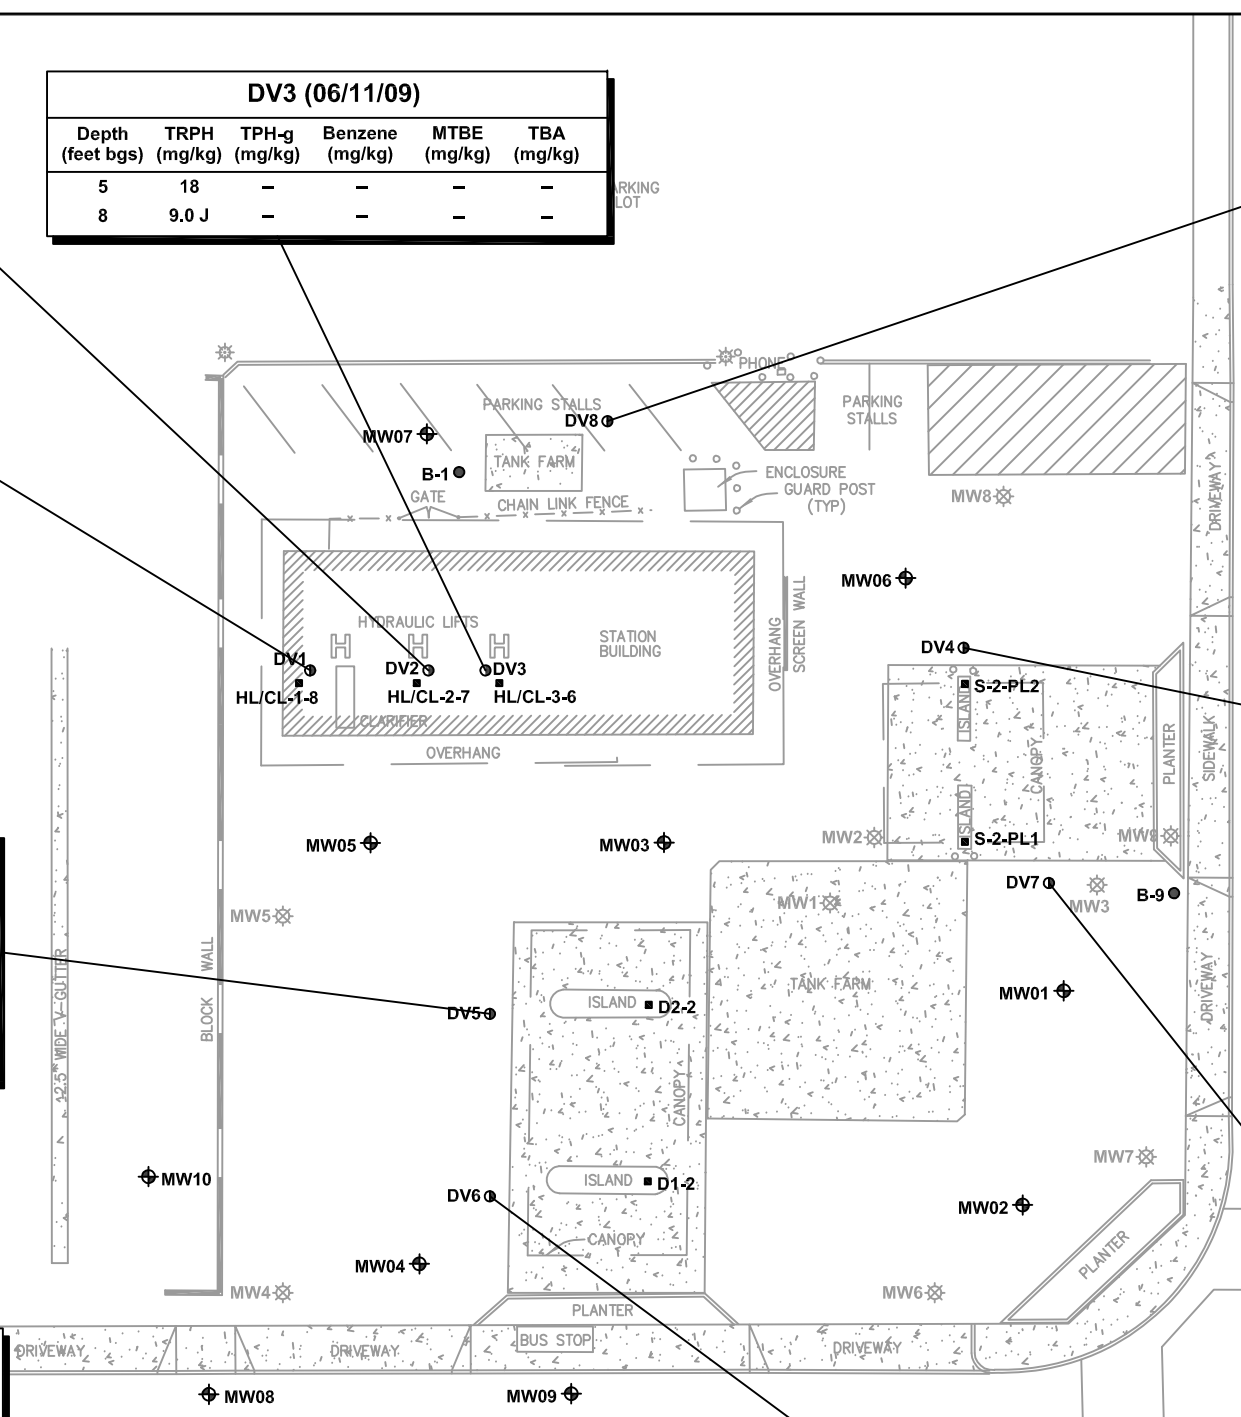 DV3 (06/11/09)
Depth (feet bgs) TRPH (mg/kg) TPH-g (mg/kg) Benzene (mg/kg) MTBE (mg/kg) TBA (mg/kg)
5 18 – – – –
8 9.0 J – – – –
ARKING
LOT
PHONE
PARKING STALLS
DV8
PARKING
STALLS
MW07
B-1
TANK FARM
ENCLOSURE
GUARD POST
(TYP)
GATE
CHAIN LINK FENCE
MW8
DRIVEWAY
MW06
HYDRAULIC LIFTS
STATION
BUILDING
OVERHANG
SCREEN WALL
DV1
DV2
DV3
HL/CL-1-8
HL/CL-2-7
HL/CL-3-6
CLARIFIER
OVERHANG
DV4
S-2-PL2
ISLAND
CANOPY
PLANTER
SIDEWALK
ISLAND
S-2-PL1
MW05
MW03
MW2
MW8
DV7
MW3
B-9
MW1
MW5
BLOCK WALL
2.5" WIDE V-GUTTER
TANK FARM
MW01
DRIVEWAY
DV5
ISLAND
D2-2
CANOPY
MW7
MW10
DV6
ISLAND
D1-2
MW02
CANOPY
PLANTER
MW04
MW4
MW6
PLANTER
BUS STOP
DRIVEWAY
DRIVEWAY
DRIVEWAY
MW08
MW09